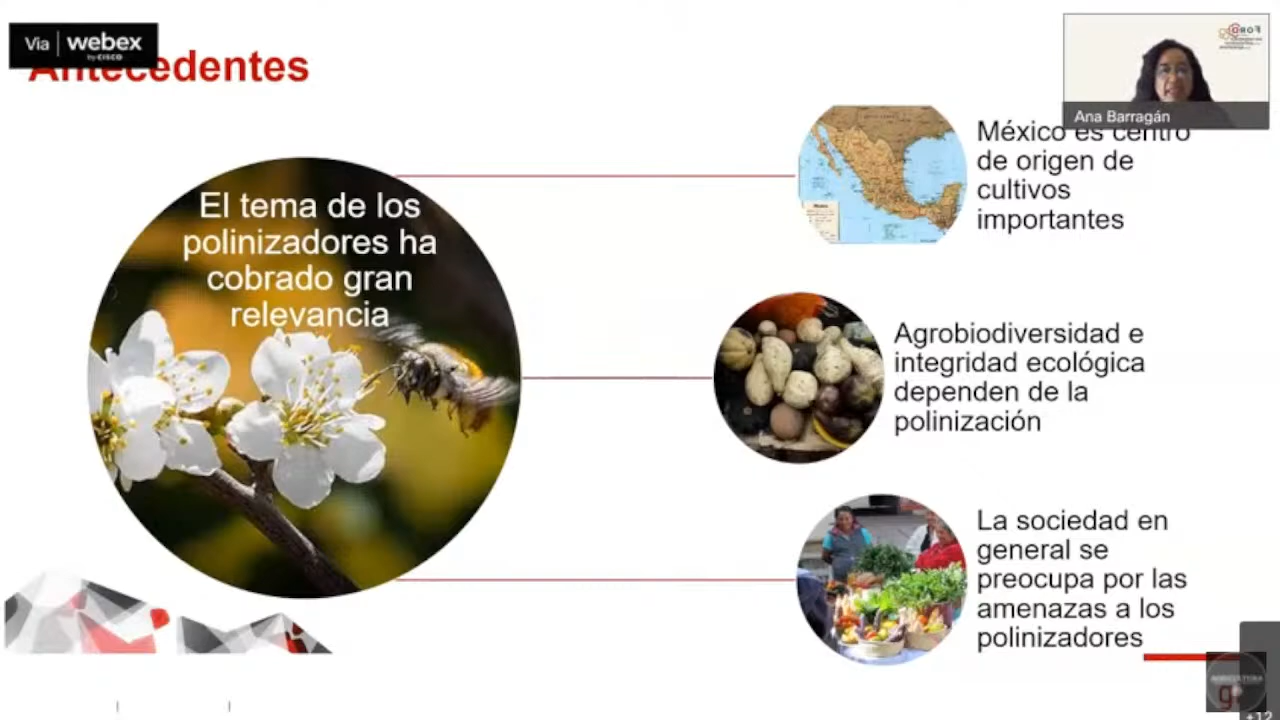 Via webex
by CISCO
Antecedentes
Ana Barragán
El tema de los
polinizadores ha
cobrado gran
relevancia
México es centro
de origen de
cultivos
importantes
Agrobiodiversidad e
integridad ecológica
dependen de la
polinización
La sociedad en
general se
preocupa por las
amenazas a los
polinizadores
AGRICULTURA
+12